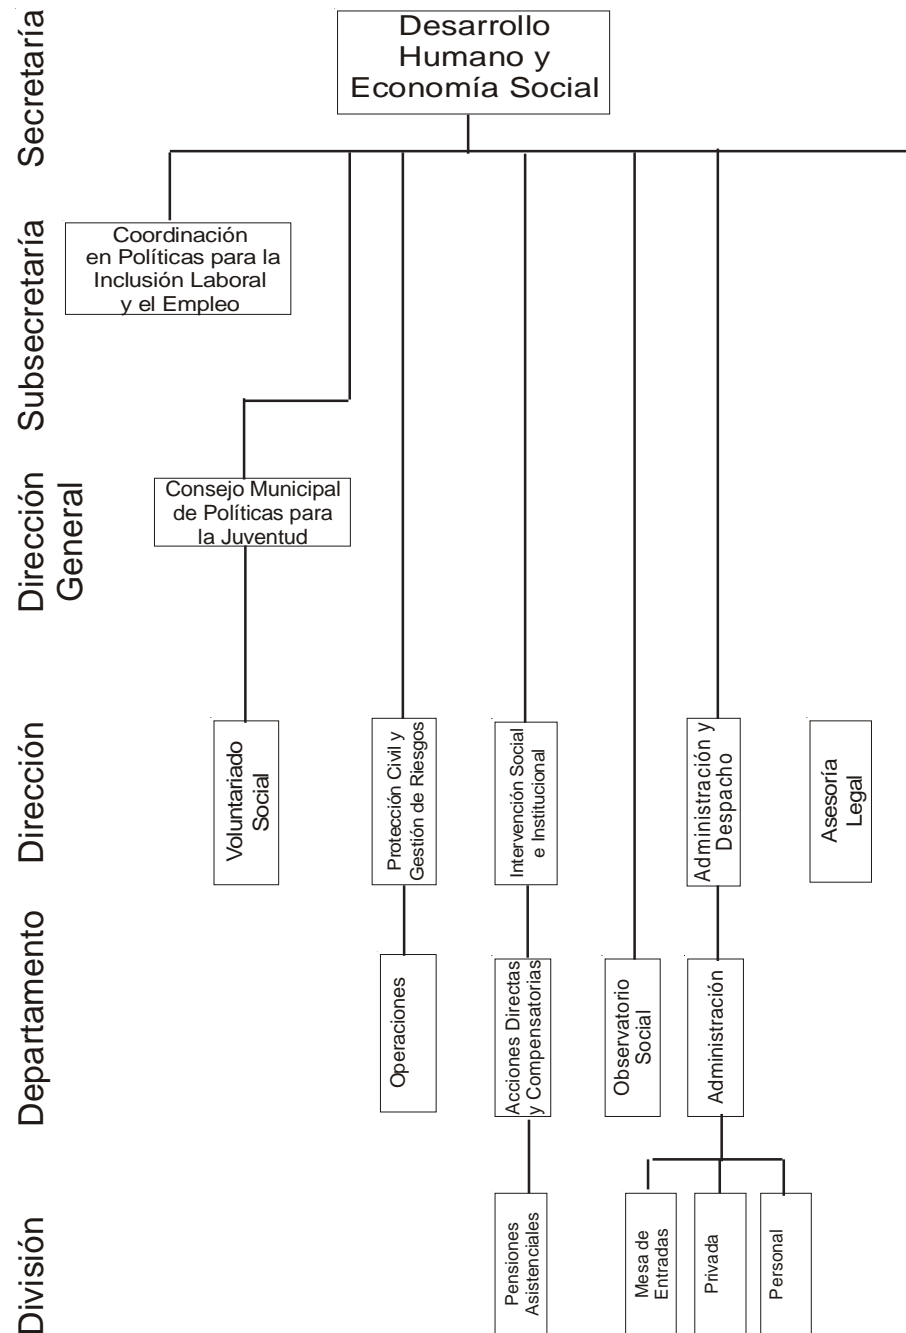 Secretaría
Desarrollo
Humano y
Economía Social
Subsecretaría
Coordinación
en Políticas para la
Inclusión Laboral
y el Empleo
Dirección
General
Consejo Municipal
de Políticas para
la Juventud
Dirección
Voluntariado
Social
Protección Civil y
Gestión de Riesgos
Intervención Social
e Institucional
Administración y
Despacho
Asesoría
Legal
Departamento
Operaciones
Acciones Directas
y Compensatorias
Observatorio
Social
Administración
División
Pensiones
Asistenciales
Mesa de
Entradas
Privada
Personal